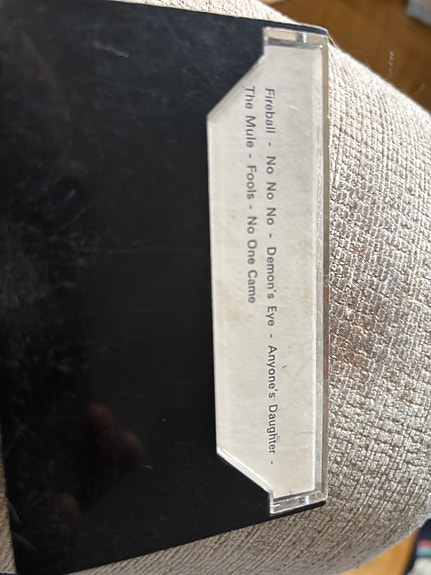 Fireball - No No No - Demon's Eye - Anyone's Daughter -
The Mule - Fools - No One Came